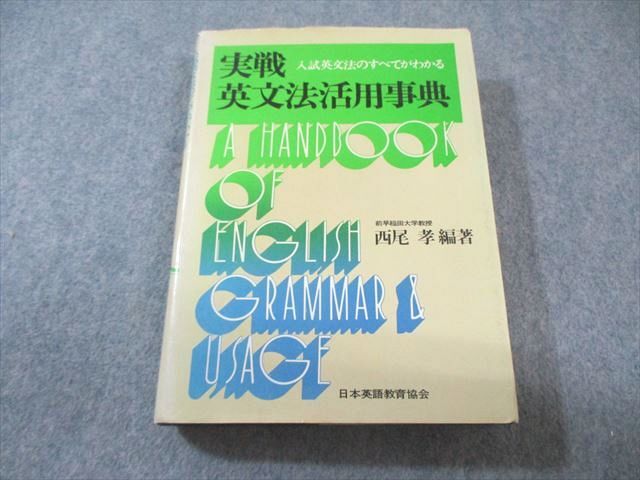 実戦 入試英文法のすべてがわかる
英文法活用事典
A HANDBOOK
OF
ENGLISH
GRAMMAR &
USAGE
前早稲田大学教授
西尾 孝 編著
日本英語教育協会